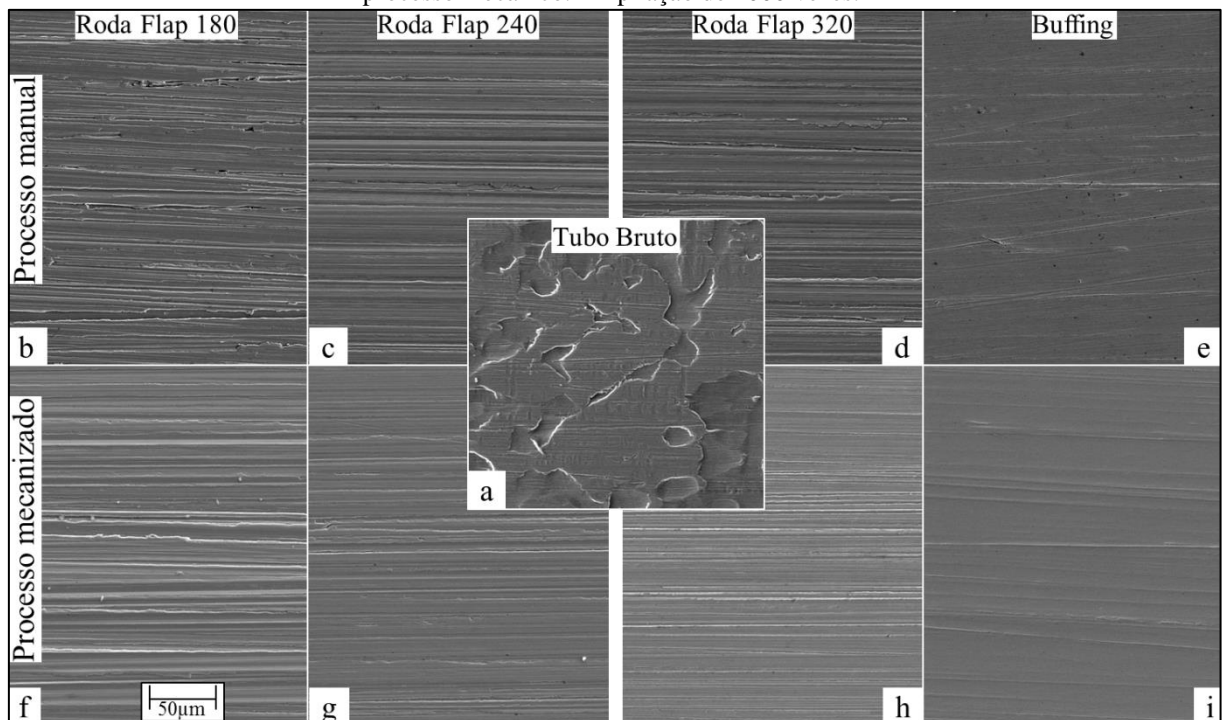 Roda Flap 180
Roda Flap 240
Roda Flap 320
Buffing
Processo manual
Tubo Bruto
b
c
d
e
a
Processo mecanizado
50µm
f
g
h
i